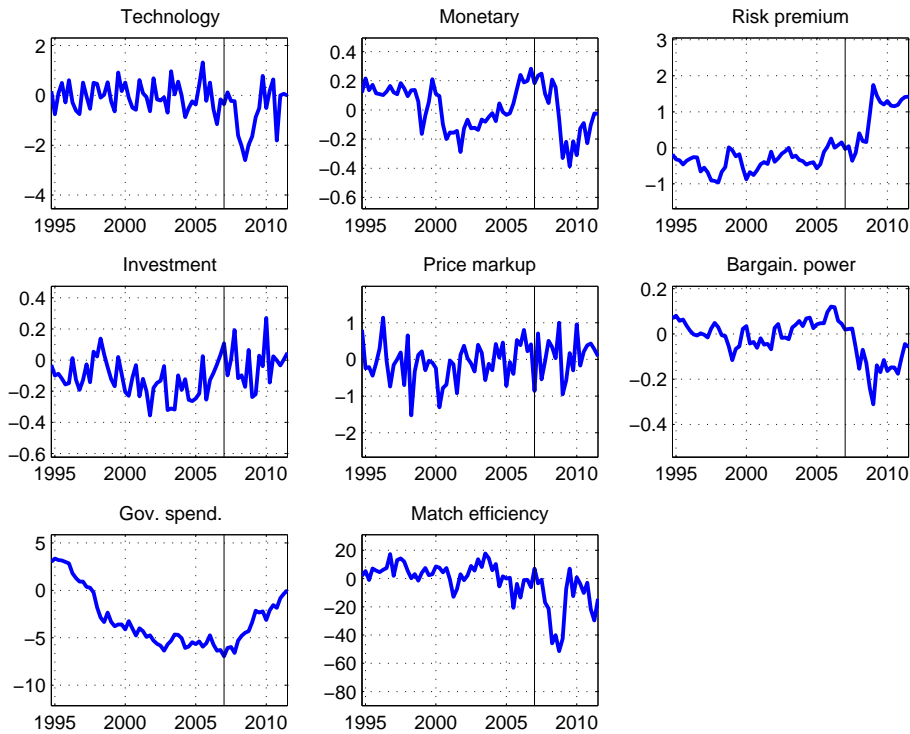 Technology
2
0
−2
−4
1995 2000 2005 2010
Monetary
0.4
0.2
0
−0.2
−0.4
−0.6
1995 2000 2005 2010
Risk premium
3
2
1
0
−1
1995 2000 2005 2010
Investment
0.4
0.2
0
−0.2
−0.4
−0.6
1995 2000 2005 2010
Price markup
1
0
−1
−2
1995 2000 2005 2010
Bargain. power
0.2
0
−0.2
−0.4
1995 2000 2005 2010
Gov. spend.
5
0
−5
−10
1995 2000 2005 2010
Match efficiency
20
0
−20
−40
−60
−80
1995 2000 2005 2010